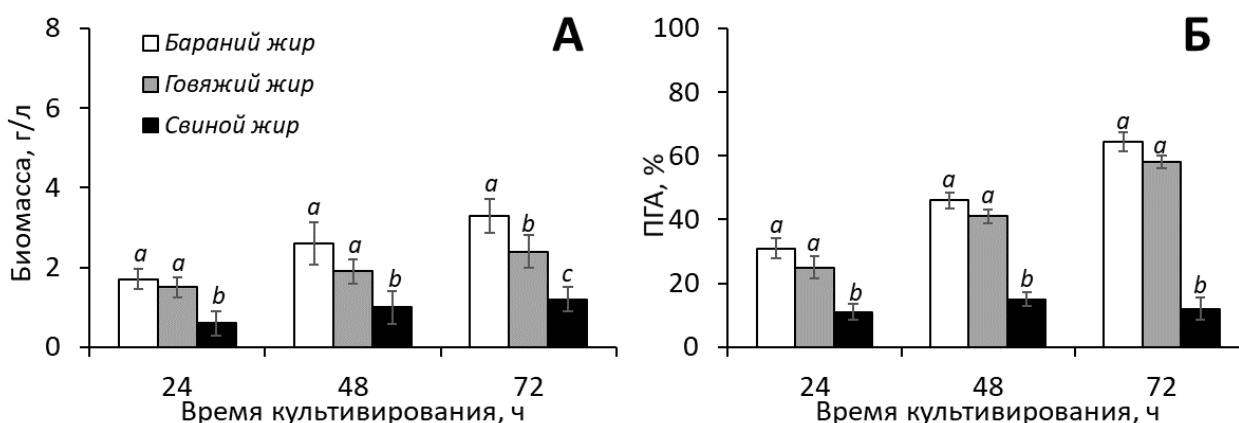 А
Биомасса, г/л
8
6
4
2
0
Бараний жир
Говяжий жир
Свиной жир
a a b
a a b
a b c
24 48 72
Время культивирования, ч
Б
ПГА, %
100
80
60
40
20
0
a a b
a a b
a a b
24 48 72
Время культивирования, ч